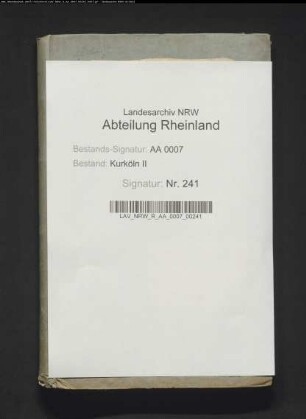 Landesarchiv NRW
Abteilung Rheinland
Bestands-Signatur: AA 0007
Bestand: Kurköln II
Signatur: Nr. 241
LAV_NRW_R_AA_0007_00241